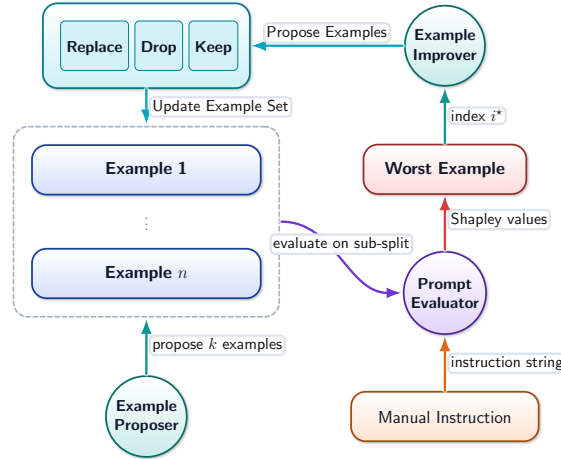 Replace
Drop
Keep
Propose Examples
Example
Improver
Update Example Set
index i*
Example 1
Worst Example
⋮
Shapley values
evaluate on sub-split
Example n
Prompt
Evaluator
propose k examples
instruction string
Example
Proposer
Manual Instruction